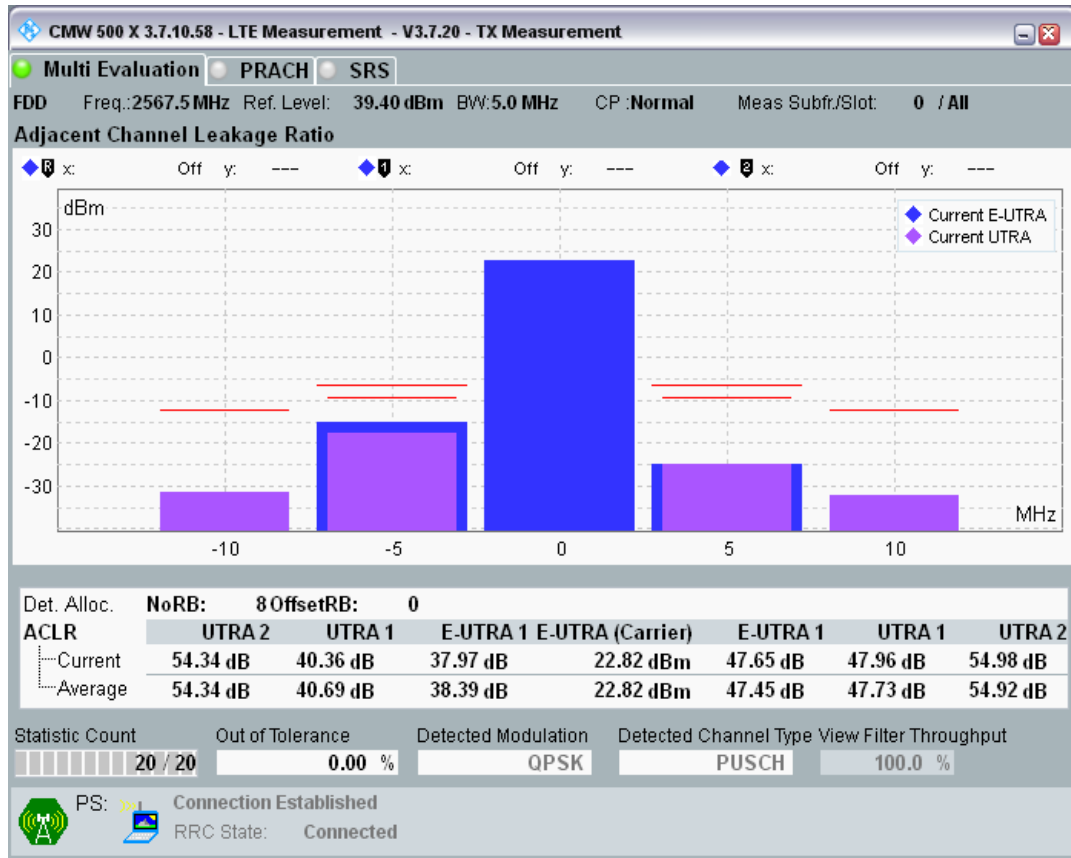 CMW 500 X 3.7.10.58 - LTE Measurement - V3.7.20 - TX Measurement
Multi Evaluation PRACH SRS
FDD Freq.:2567.5 MHz Ref. Level: 39.40 dBm BW:5.0 MHz CP :Normal Meas Subfr./Slot: 0 / All
Adjacent Channel Leakage Ratio
R x: Off y: --- 1 x: Off y: --- 2 x: Off y: ---
dBm
Current E-UTRA
Current UTRA
30
20
10
0
-10
-20
-30
MHz
-10 -5 0 5 10
Det. Alloc. NoRB: 8 OffsetRB: 0
ACLR UTRA 2 UTRA 1 E-UTRA 1 E-UTRA (Carrier) E-UTRA 1 UTRA 1 UTRA 2
Current 54.34 dB 40.36 dB 37.97 dB 22.82 dBm 47.65 dB 47.96 dB 54.98 dB
Average 54.34 dB 40.69 dB 38.39 dB 22.82 dBm 47.45 dB 47.73 dB 54.92 dB
Statistic Count Out of Tolerance Detected Modulation Detected Channel Type View Filter Throughput
20 / 20 0.00 % QPSK PUSCH 100.0 %
PS: Connection Established
RRC State: Connected